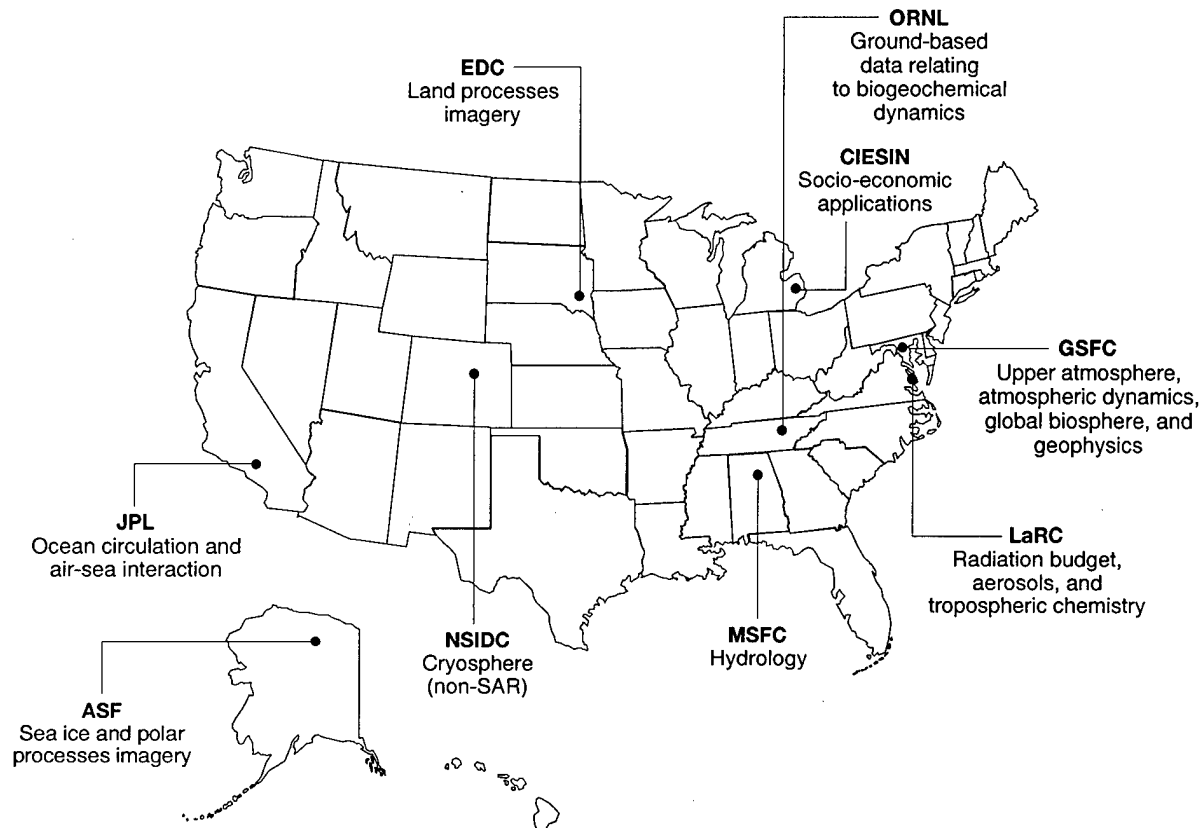 ORNL
Ground-based
data relating
to biogeochemical
dynamics
EDC
Land processes
imagery
CIESIN
Socio-economic
applications
GSFC
Upper atmosphere,
atmospheric dynamics,
global biosphere, and
geophysics
JPL
Ocean circulation and
air-sea interaction
LaRC
Radiation budget,
aerosols, and
tropospheric chemistry
NSIDC
Cryosphere
(non-SAR)
MSFC
Hydrology
ASF
Sea ice and polar
processes imagery